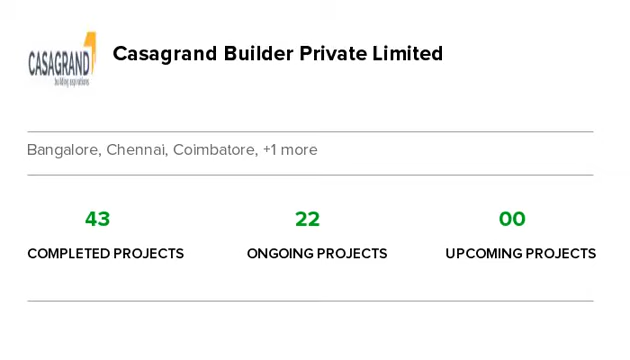 CASAGRAND
building aspirations
Casagrand Builder Private Limited
Bangalore, Chennai, Coimbatore, +1 more
43 22 00
COMPLETED PROJECTS ONGOING PROJECTS UPCOMING PROJECTS